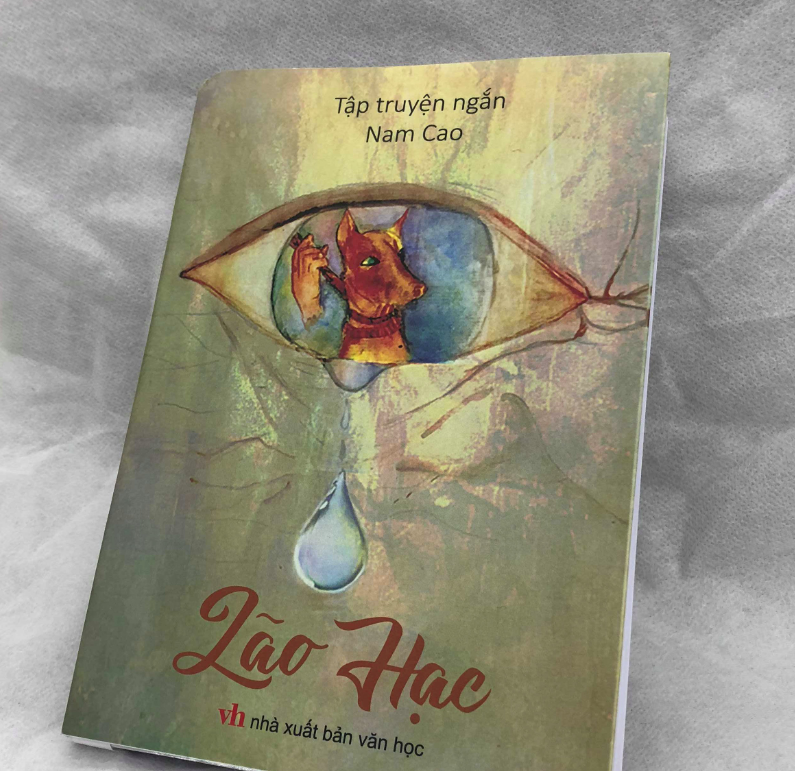 Tập truyện ngắn
Nam Cao
Lão Hạc
vh nhà xuất bản văn học